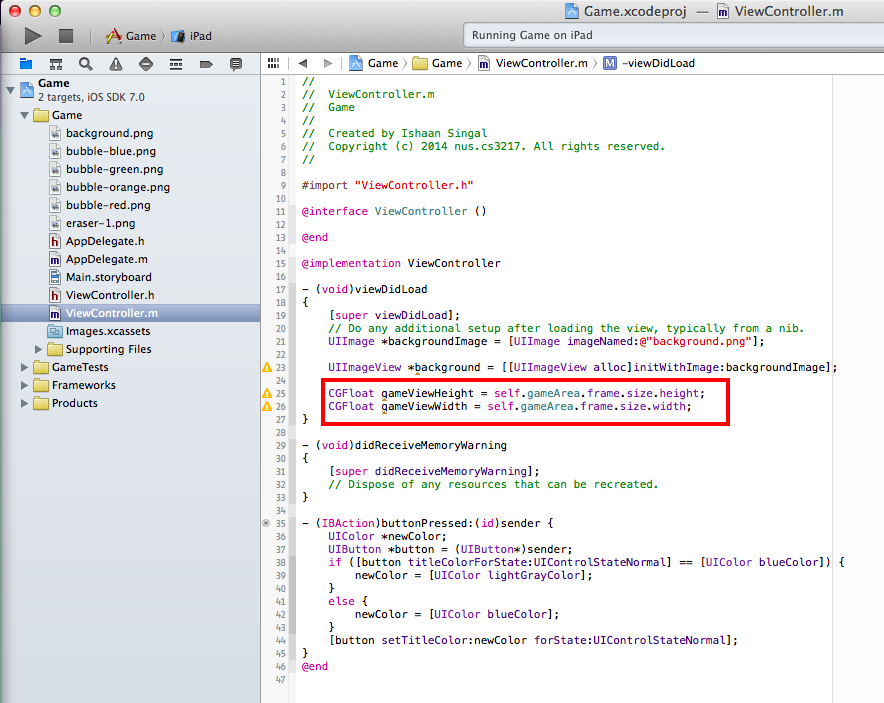 Game.xcodeproj — ViewController.m
Game › iPad
Running Game on iPad
Game › Game › ViewController.m › M -viewDidLoad
Game
2 targets, iOS SDK 7.0
Game
background.png
bubble-blue.png
bubble-green.png
bubble-orange.png
bubble-red.png
eraser-1.png
h AppDelegate.h
m AppDelegate.m
Main.storyboard
h ViewController.h
m ViewController.m
Images.xcassets
Supporting Files
GameTests
Frameworks
Products
1 //
2 //  ViewController.m
3 //  Game
4 //
5 //  Created by Ishaan Singal
6 //  Copyright (c) 2014 nus.cs3217. All rights reserved.
7 //
8
9 #import "ViewController.h"
10
11 @interface ViewController ()
12
13 @end
14
15 @implementation ViewController
16
17 - (void)viewDidLoad
18 {
19     [super viewDidLoad];
20     // Do any additional setup after loading the view, typically from a nib.
21     UIImage *backgroundImage = [UIImage imageNamed:@"background.png"];
22
23     UIImageView *background = [[UIImageView alloc]initWithImage:backgroundImage];
24
25     CGFloat gameViewHeight = self.gameArea.frame.size.height;
26     CGFloat gameViewWidth = self.gameArea.frame.size.width;
27 }
28
29 - (void)didReceiveMemoryWarning
30 {
31     [super didReceiveMemoryWarning];
32     // Dispose of any resources that can be recreated.
33 }
34
35 - (IBAction)buttonPressed:(id)sender {
36     UIColor *newColor;
37     UIButton *button = (UIButton*)sender;
38     if ([button titleColorForState:UIControlStateNormal] == [UIColor blueColor]) {
39         newColor = [UIColor lightGrayColor];
40     }
41     else {
42         newColor = [UIColor blueColor];
43     }
44     [button setTitleColor:newColor forState:UIControlStateNormal];
45 }
46 @end
47